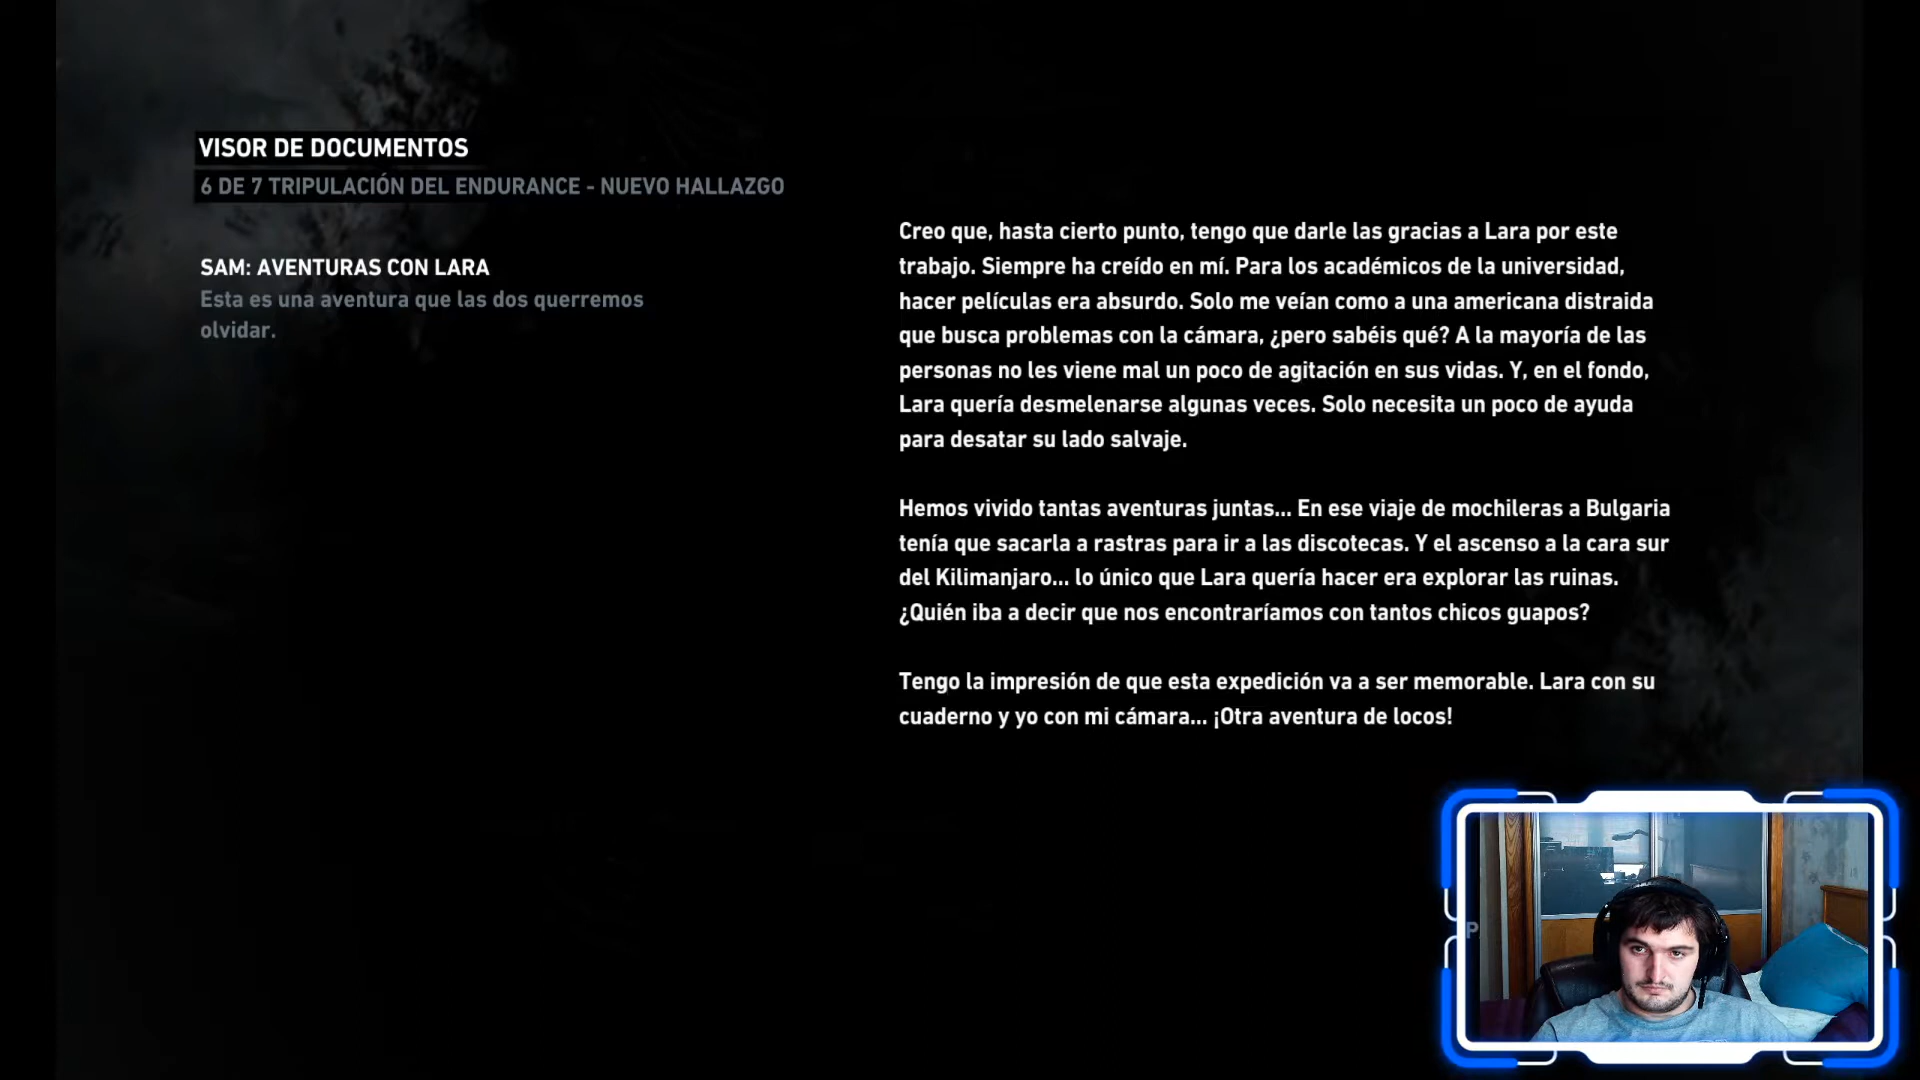 VISOR DE DOCUMENTOS
6 DE 7 TRIPULACIÓN DEL ENDURANCE - NUEVO HALLAZGO
SAM: AVENTURAS CON LARA
Esta es una aventura que las dos querremos
olvidar.
Creo que, hasta cierto punto, tengo que darle las gracias a Lara por este
trabajo. Siempre ha creído en mí. Para los académicos de la universidad,
hacer películas era absurdo. Solo me veían como a una americana distraida
que busca problemas con la cámara, ¿pero sabéis qué? A la mayoría de las
personas no les viene mal un poco de agitación en sus vidas. Y, en el fondo,
Lara quería desmelenarse algunas veces. Solo necesita un poco de ayuda
para desatar su lado salvaje.
Hemos vivido tantas aventuras juntas... En ese viaje de mochileras a Bulgaria
tenía que sacarla a rastras para ir a las discotecas. Y el ascenso a la cara sur
del Kilimanjaro... lo único que Lara quería hacer era explorar las ruinas.
¿Quién iba a decir que nos encontraríamos con tantos chicos guapos?
Tengo la impresión de que esta expedición va a ser memorable. Lara con su
cuaderno y yo con mi cámara... ¡Otra aventura de locos!